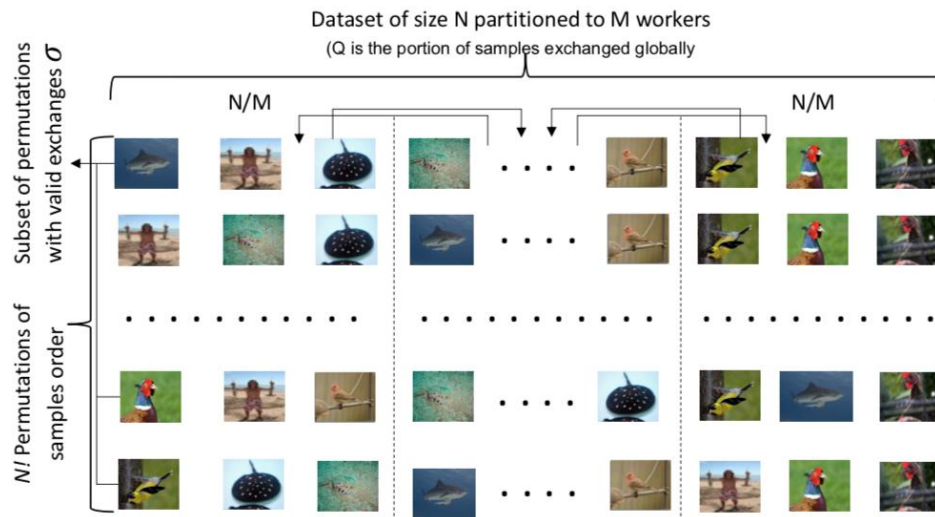 Dataset of size N partitioned to M workers
(Q is the portion of samples exchanged globally
N/M
N/M
Subset of permutations
with valid exchanges σ
N! Permutations of
samples order